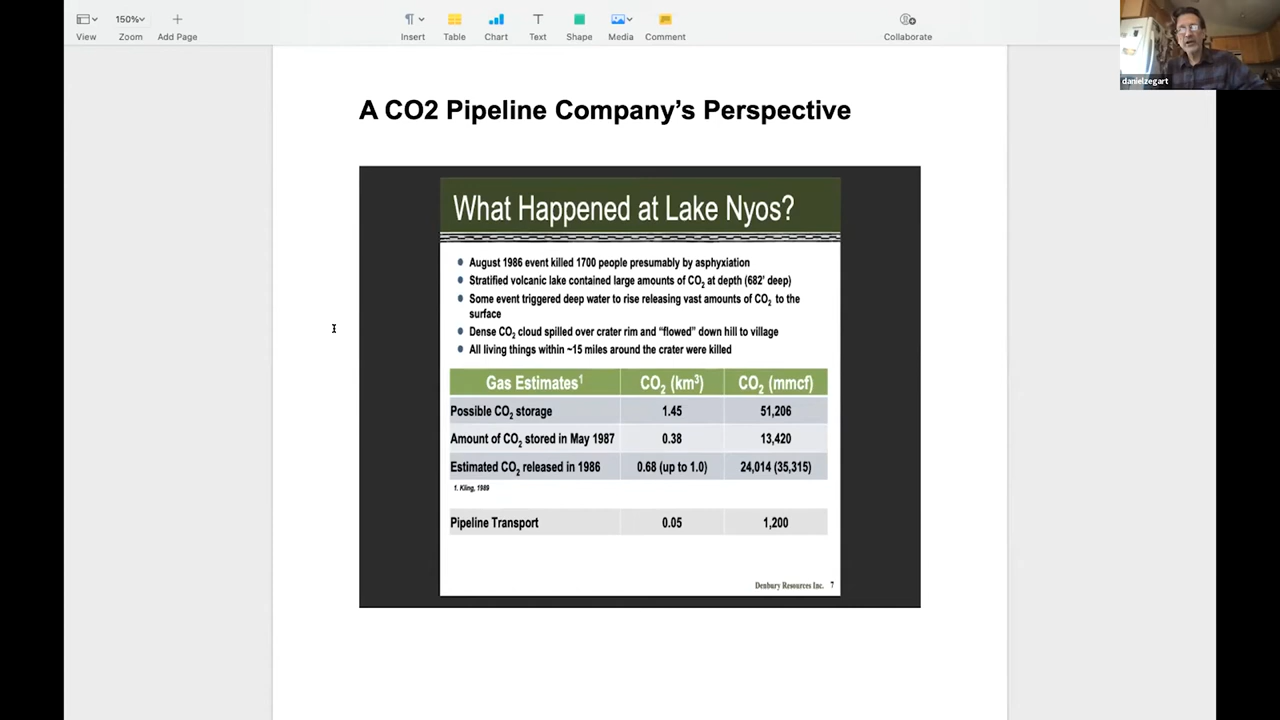 150%
View
Zoom
Add Page
Insert
Table
Chart
Text
Shape
Media
Comment
Collaborate
danielzegart
A CO2 Pipeline Company's Perspective
What Happened at Lake Nyos?
August 1986 event killed 1700 people presumably by asphyxiation
Stratified volcanic lake contained large amounts of CO2 at depth (682' deep)
Some event triggered deep water to rise releasing vast amounts of CO2 to the
surface
Dense CO2 cloud spilled over crater rim and "flowed" down hill to village
All living things within ~15 miles around the crater were killed
Gas Estimates1 CO2 (km3) CO2 (mmcf)
Possible CO2 storage 1.45 51,206
Amount of CO2 stored in May 1987 0.38 13,420
Estimated CO2 released in 1986 0.68 (up to 1.0) 24,014 (35,315)
1. Kling, 1989
Pipeline Transport 0.05 1,200
Denbury Resources Inc. 7